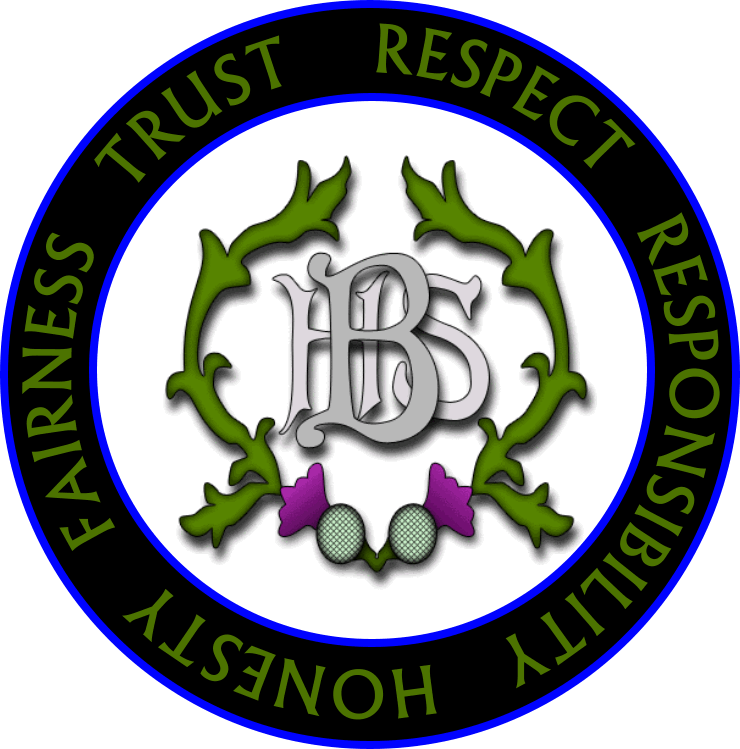 TRUST
RESPECT
RESPONSIBILITY
HONESTY
FAIRNESS
HBS